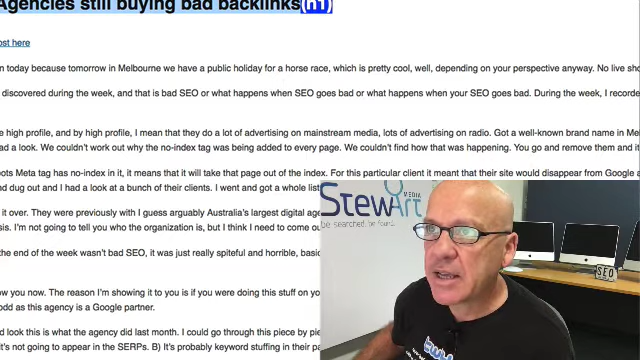 Agencies still buying bad backlinks(h1)
ost here
n today because tomorrow in Melbourne we have a public holiday for a horse race, which is pretty cool, well, depending on your perspective anyway. No live sho
discovered during the week, and that is bad SEO or what happens when SEO goes bad or what happens when your SEO goes bad. During the week, I recorde
e high profile, and by high profile, I mean that they do a lot of advertising on mainstream media, lots of advertising on radio. Got a well-known brand name in Mel
ad a look. We couldn't work out why the no-index tag was being added to every page. We couldn't find how that was happening. You go and remove them and it
ots Meta tag has no-index in it, it means that it will take that page out of the index. For this particular client it meant that their site would disappear from Google a
nd dug out and I had a look at a bunch of their clients. I went and got a whole list
it over. They were previously with I guess arguably Australia's largest digital age
sis. I'm not going to tell you who the organization is, but I think I need to come ou
the end of the week wasn't bad SEO, it was just really spiteful and horrible, basic
ow you now. The reason I'm showing it to you is if you were doing this stuff on yo
odd as this agency is a Google partner.
d look this is what the agency did last month. I could go through this piece by pie
it's not going to appear in the SERPs. B) It's probably keyword stuffing in their pa
StewArt
MEDIA
be searched. be found.
SEO